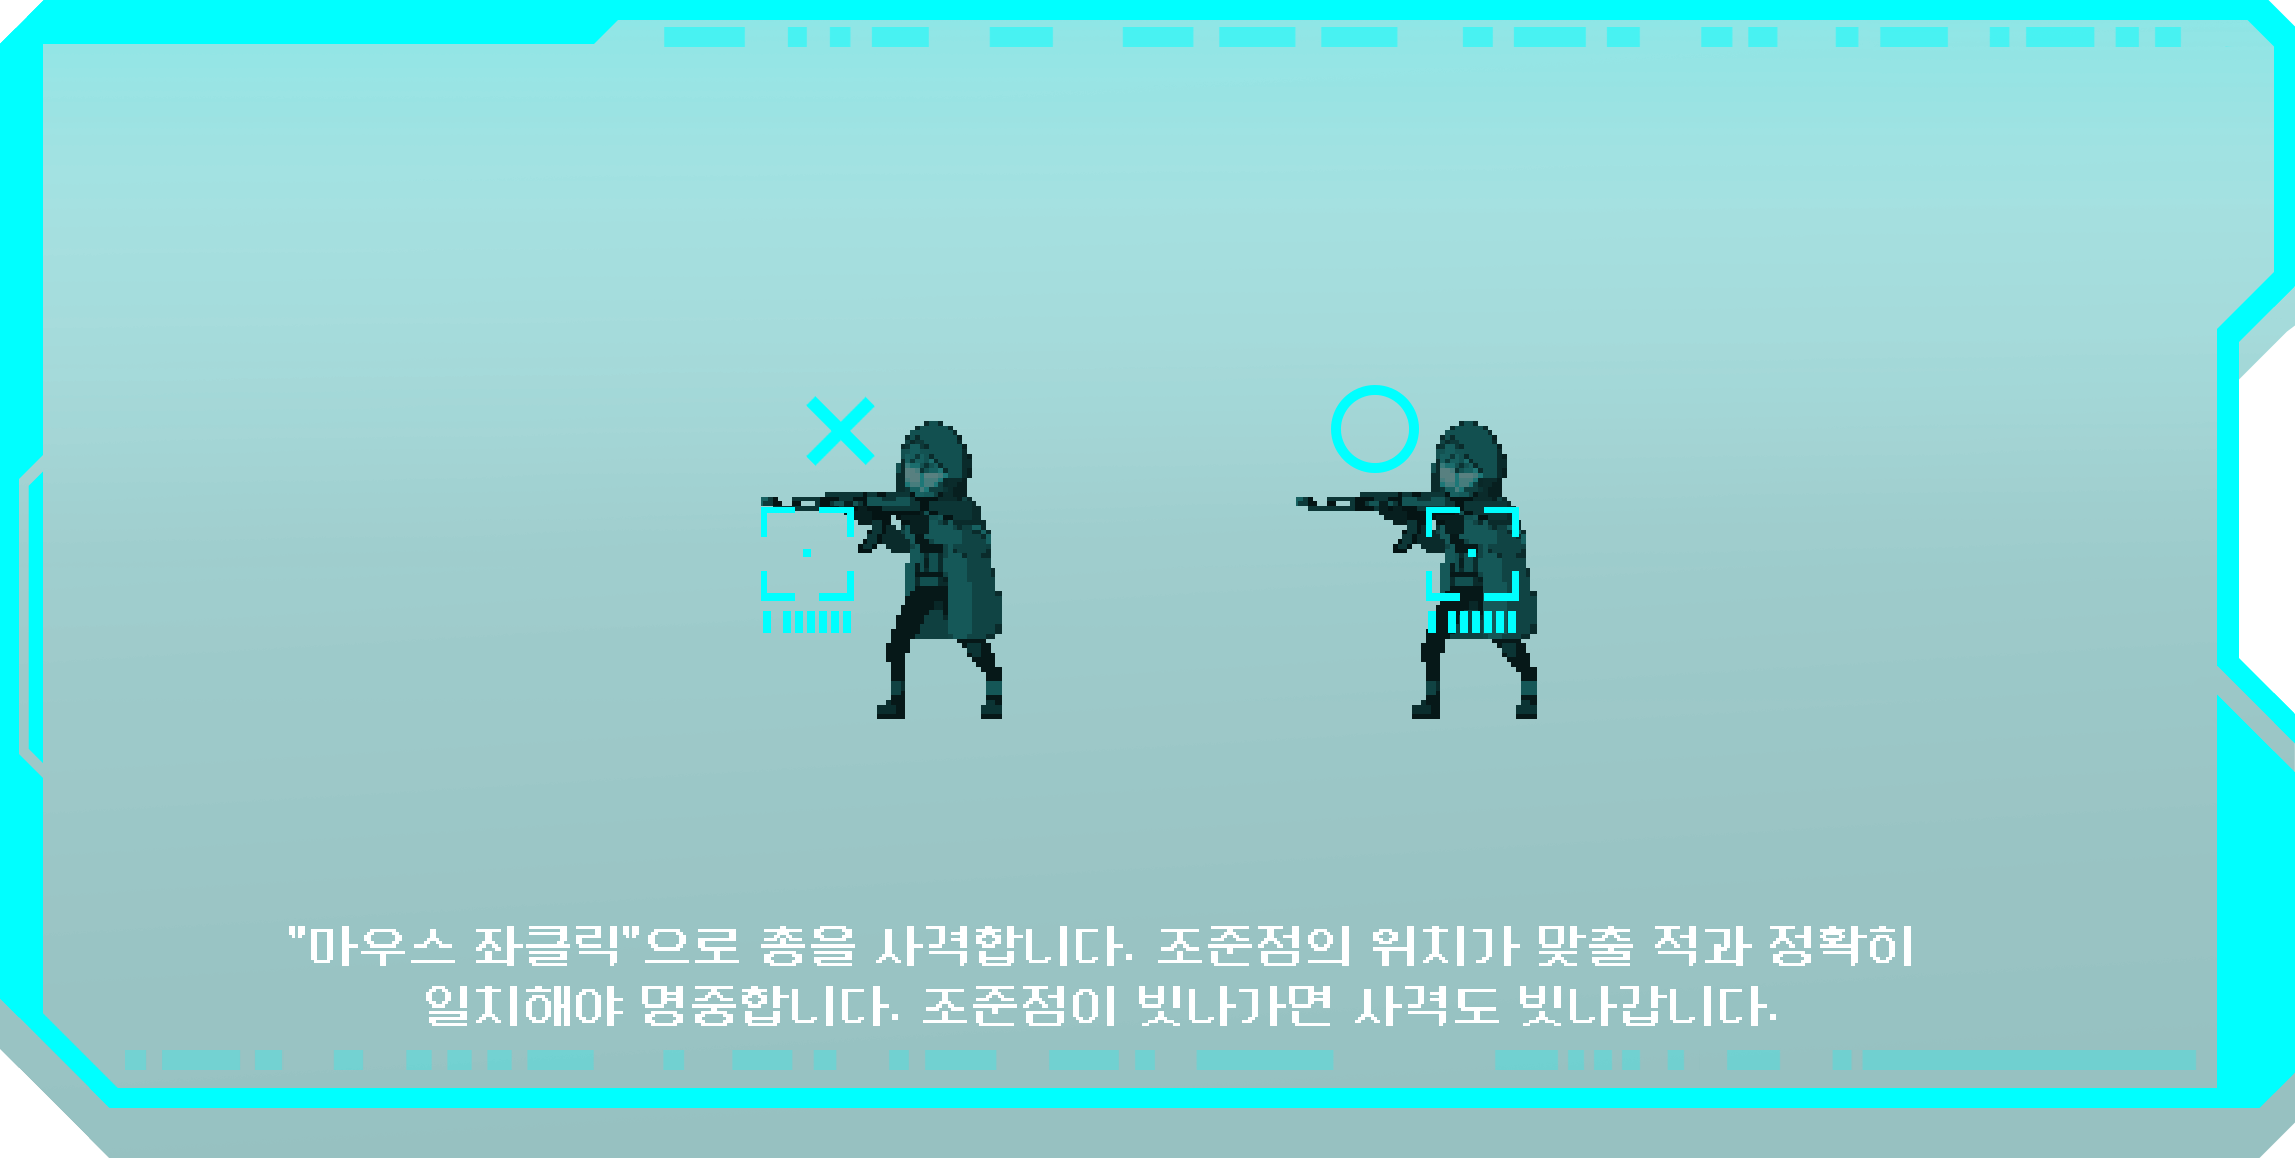 "마우스 좌클릭"으로 총을 사격합니다. 조준점의 위치가 맞출 적과 정확히
일치해야 명중합니다. 조준점이 빗나가면 사격도 빗나갑니다.